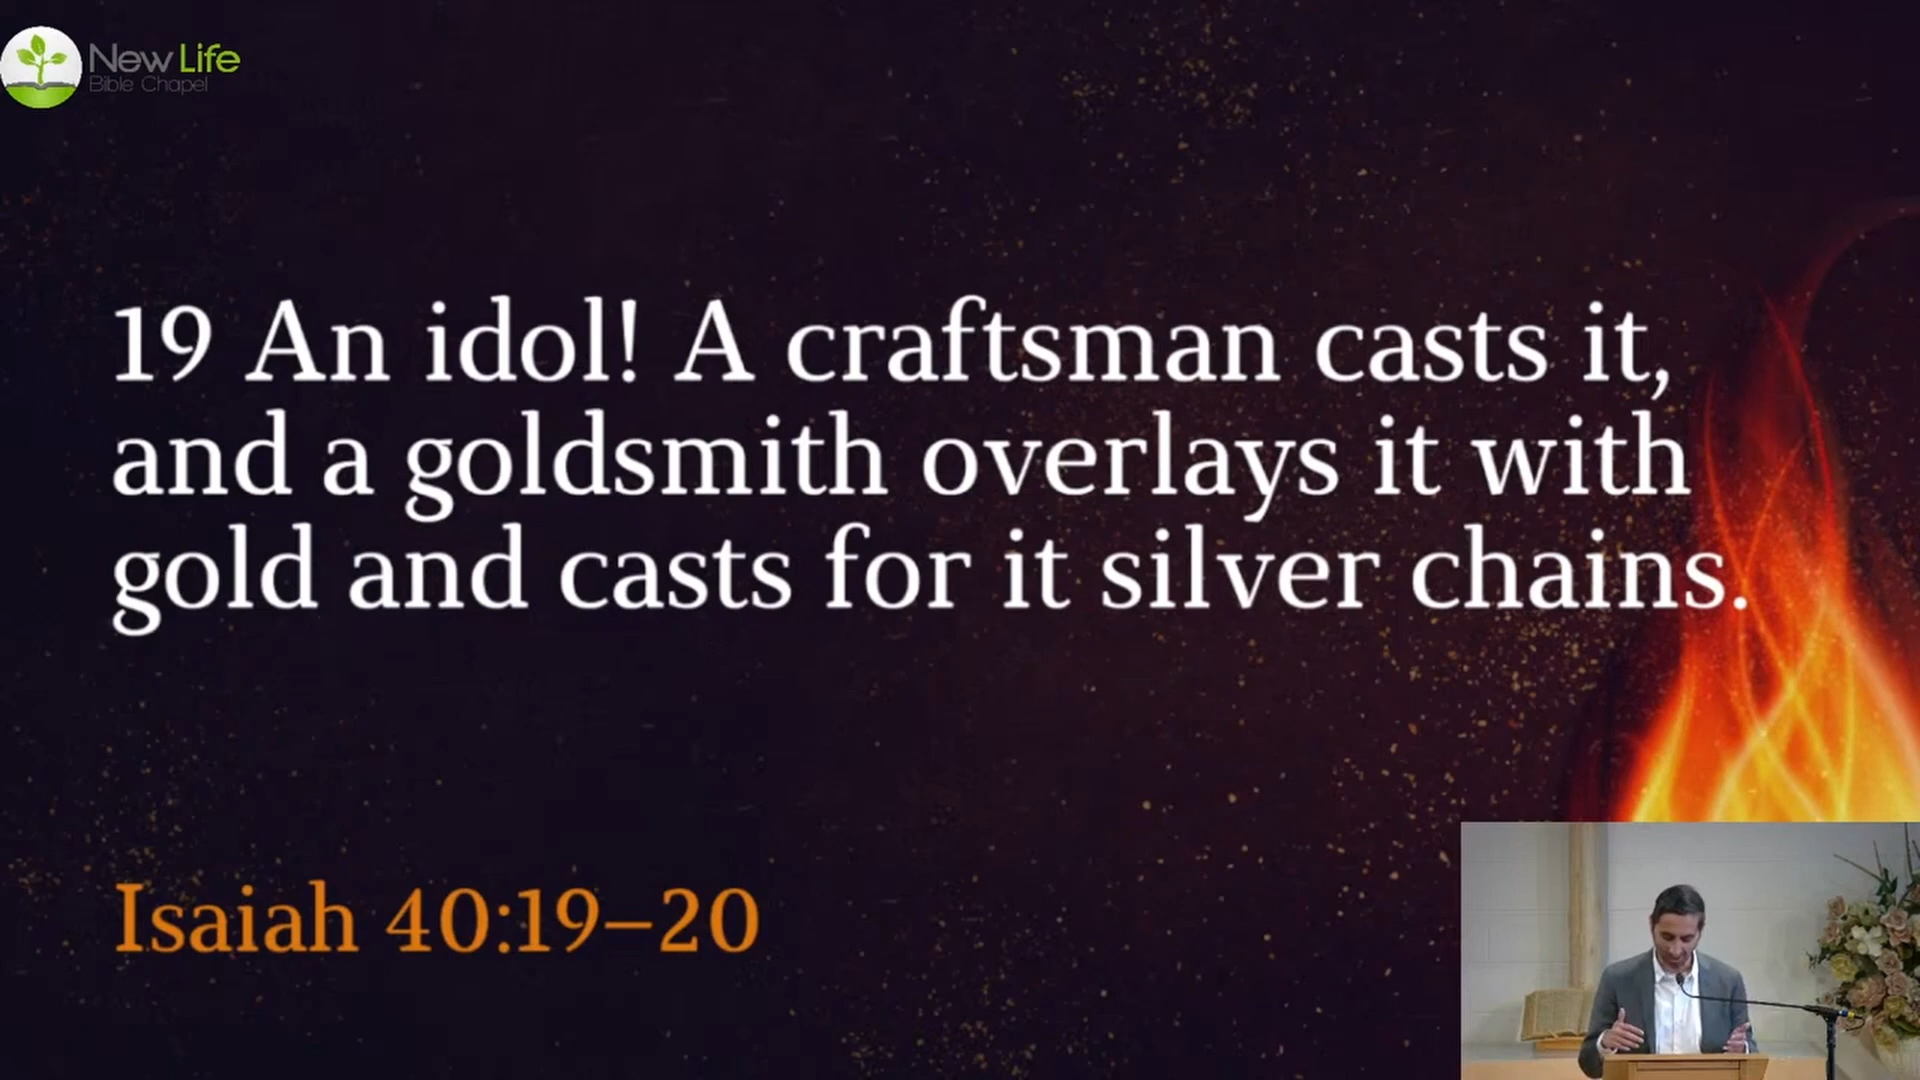 New Life
Bible Chapel
19 An idol! A craftsman casts it,
and a goldsmith overlays it with
gold and casts for it silver chains.
Isaiah 40:19–20